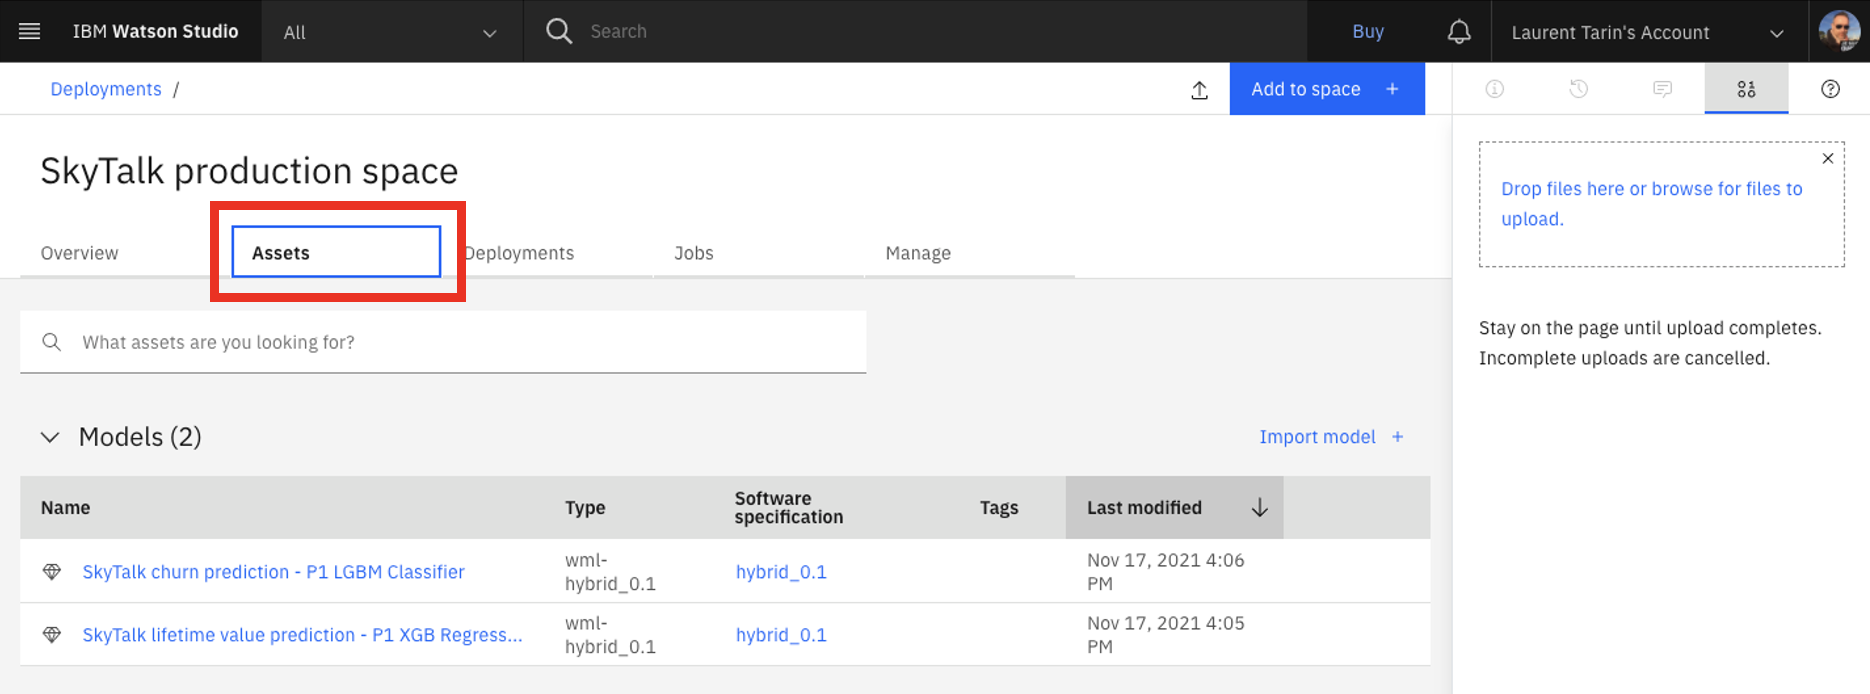 IBM Watson Studio
All
Search
Buy
Laurent Tarin's Account
Deployments /
Add to space +
SkyTalk production space
Overview
Assets
Deployments
Jobs
Manage
Drop files here or browse for files to
upload.
Stay on the page until upload completes.
Incomplete uploads are cancelled.
What assets are you looking for?
Models (2)
Import model +
Name
Type
Software
specification
Tags
Last modified
SkyTalk churn prediction - P1 LGBM Classifier
wml-
hybrid_0.1
hybrid_0.1
Nov 17, 2021 4:06
PM
SkyTalk lifetime value prediction - P1 XGB Regress...
wml-
hybrid_0.1
hybrid_0.1
Nov 17, 2021 4:05
PM